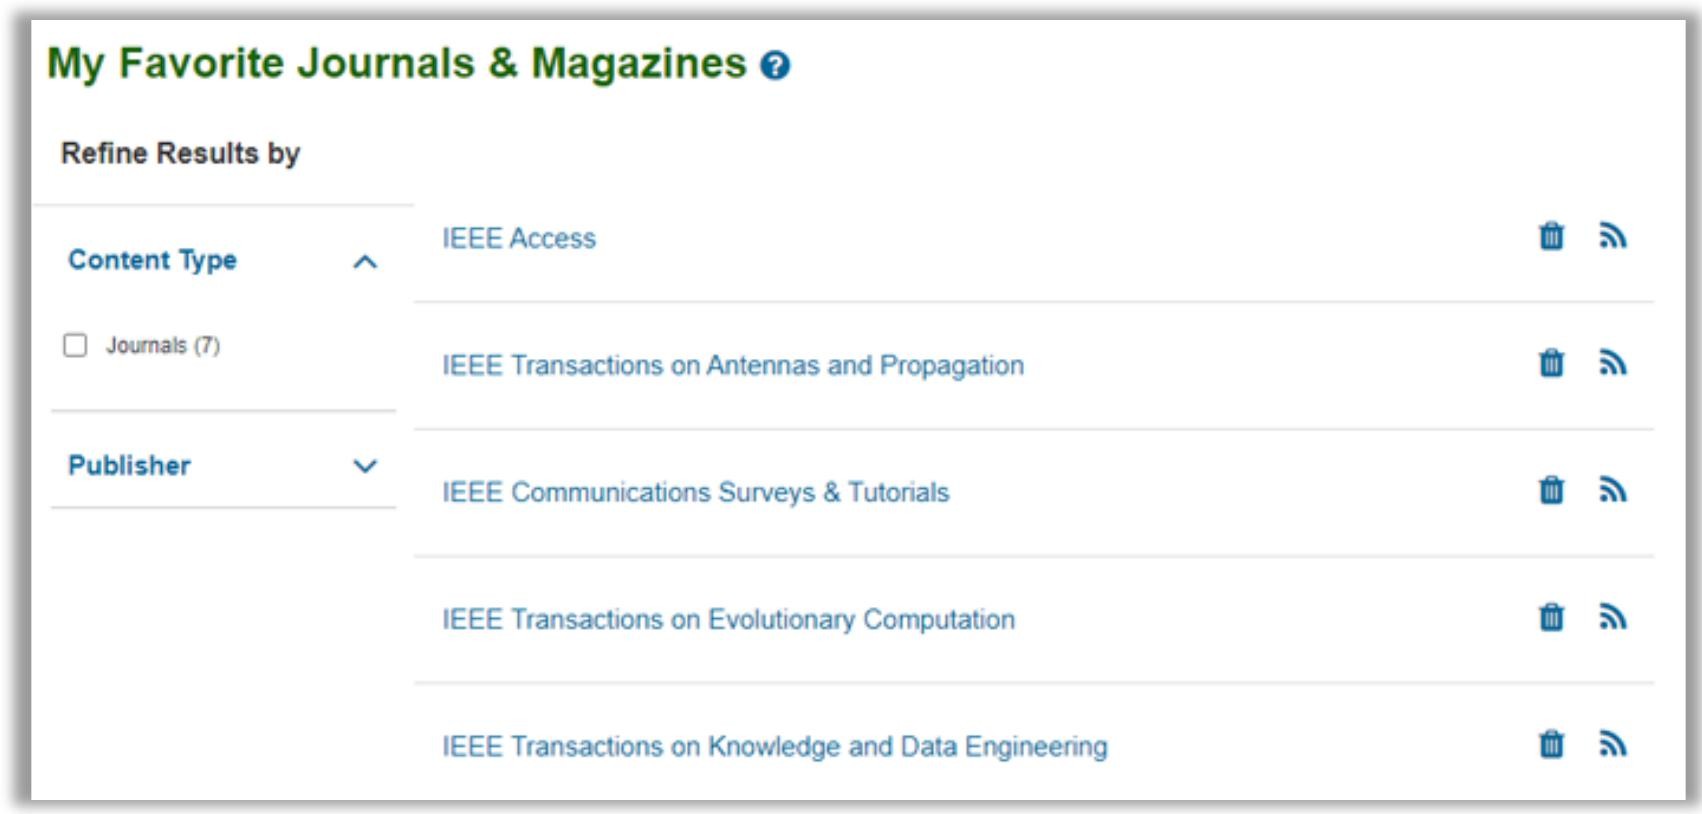 My Favorite Journals & Magazines ?
Refine Results by
Content Type
Journals (7)
Publisher
IEEE Access
IEEE Transactions on Antennas and Propagation
IEEE Communications Surveys & Tutorials
IEEE Transactions on Evolutionary Computation
IEEE Transactions on Knowledge and Data Engineering